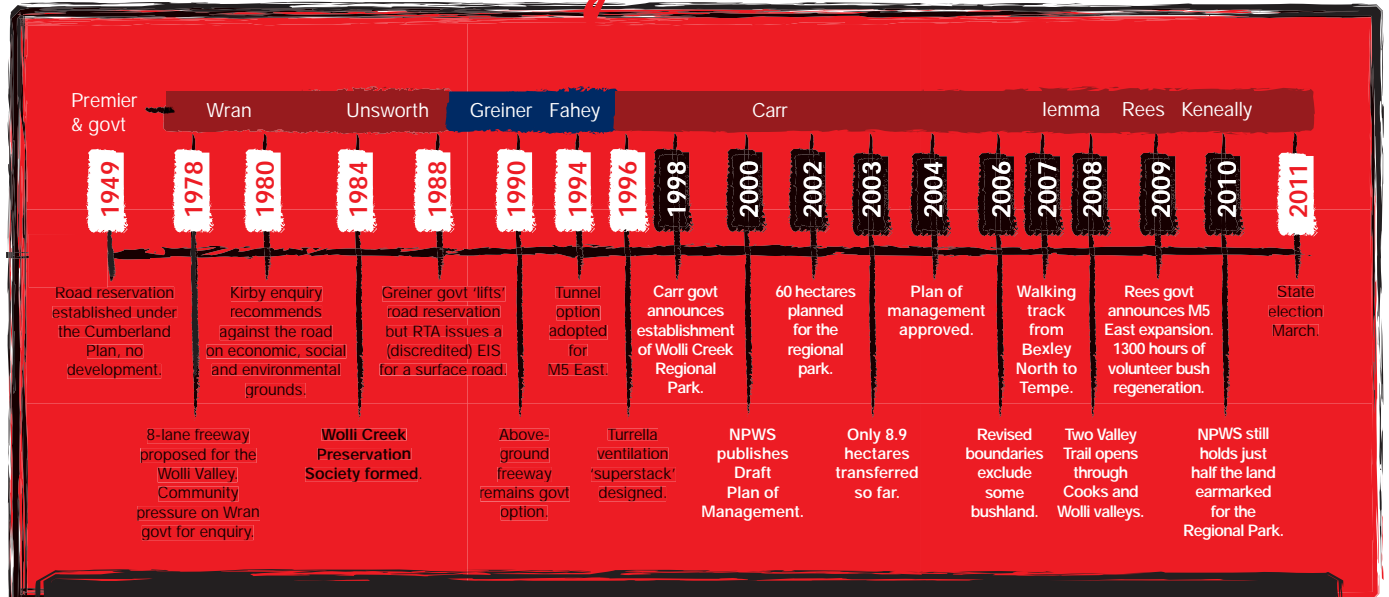 Premier
& govt
Wran
Unsworth
Greiner
Fahey
Carr
Iemma
Rees
Keneally
1949
1978
1980
1984
1988
1990
1994
1996
1998
2000
2002
2003
2004
2006
2007
2008
2009
2010
2011
Road reservation
established under
the Cumberland
Plan, no
development.
Kirby enquiry
recommends
against the road
on economic, social
and environmental
grounds.
Greiner govt 'lifts'
road reservation
but RTA issues a
(discredited) EIS
for a surface road.
Tunnel
option
adopted
for
M5 East.
Carr govt
announces
establishment
of Wolli Creek
Regional
Park.
60 hectares
planned
for the
regional
park.
Plan of
management
approved.
Walking
track
from
Bexley
North to
Tempe.
Rees govt
announces M5
East expansion.
1300 hours of
volunteer bush
regeneration.
State
election
March.
8-lane freeway
proposed for the
Wolli Valley.
Community
pressure on Wran
govt for enquiry.
Wolli Creek
Preservation
Society formed.
Above-
ground
freeway
remains govt
option.
Turrella
ventilation
'superstack'
designed.
NPWS
publishes
Draft
Plan of
Management.
Only 8.9
hectares
transferred
so far.
Revised
boundaries
exclude
some
bushland.
Two Valley
Trail opens
through
Cooks and
Wolli valleys.
NPWS still
holds just
half the land
earmarked
for the
Regional Park.